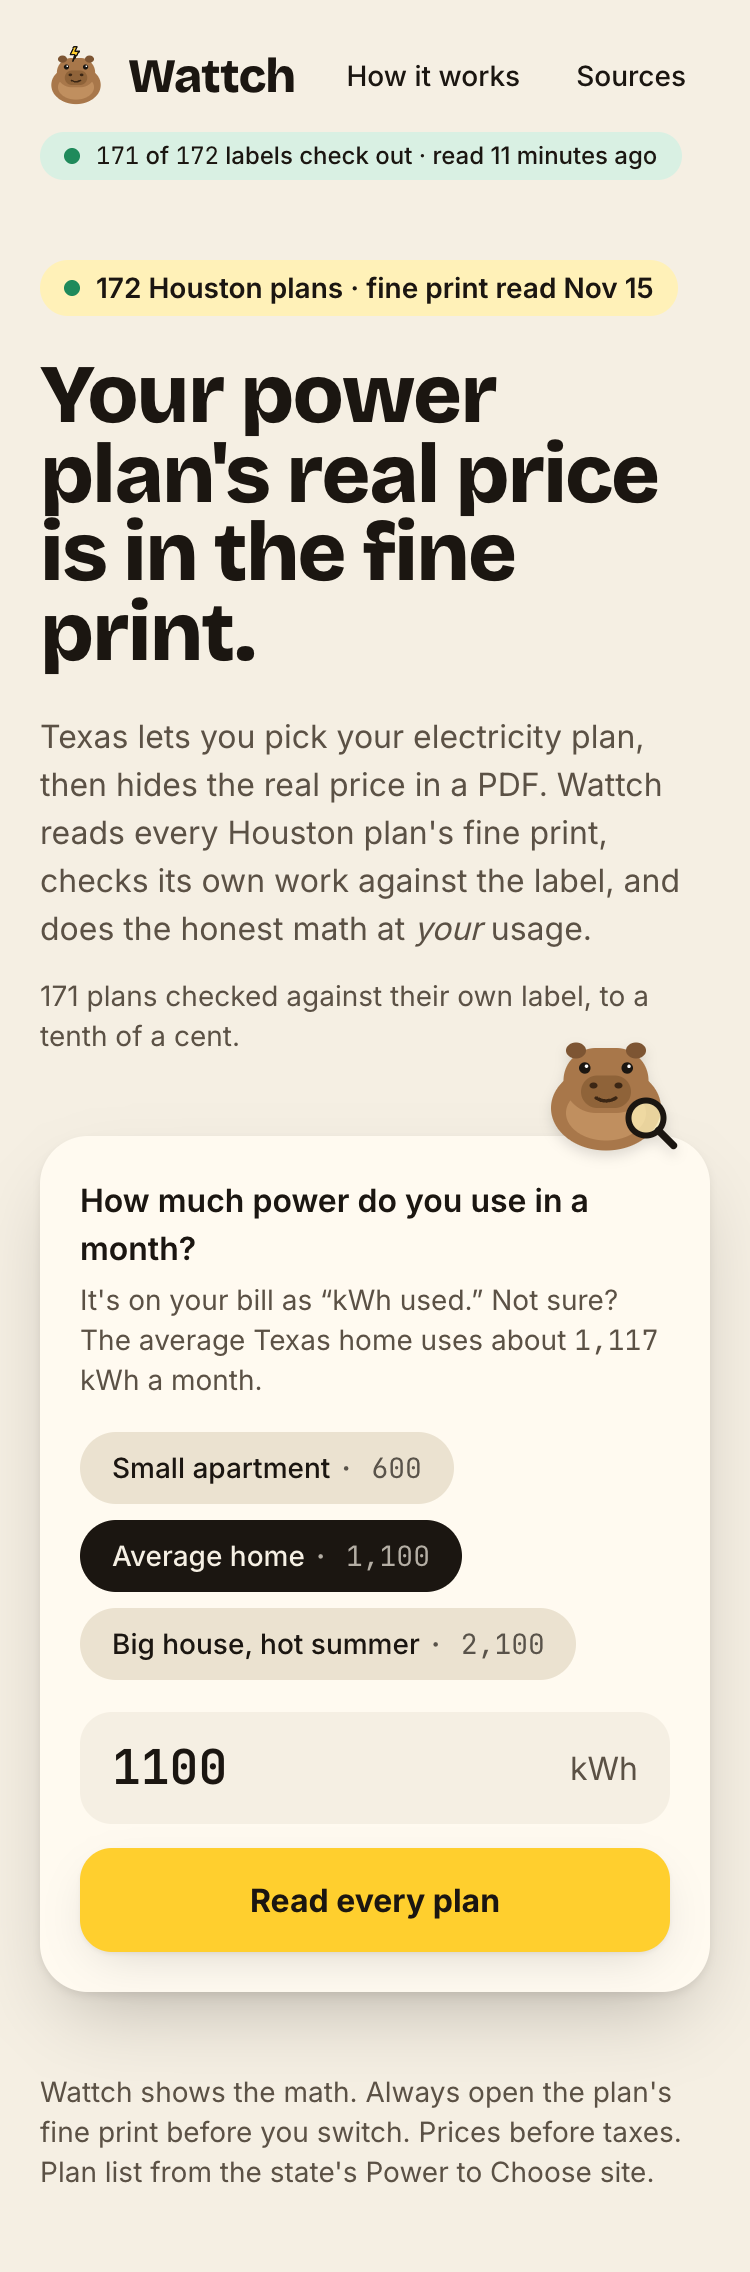 Wattch How it works Sources
171 of 172 labels check out · read 11 minutes ago
172 Houston plans · fine print read Nov 15
Your power
plan's real price
is in the fine
print.
Texas lets you pick your electricity plan,
then hides the real price in a PDF. Wattch
reads every Houston plan's fine print,
checks its own work against the label, and
does the honest math at your usage.
171 plans checked against their own label, to a
tenth of a cent.
How much power do you use in a
month?
It's on your bill as “kWh used.” Not sure?
The average Texas home uses about 1,117
kWh a month.
Small apartment · 600
Average home · 1,100
Big house, hot summer · 2,100
1100 kWh
Read every plan
Wattch shows the math. Always open the plan's
fine print before you switch. Prices before taxes.
Plan list from the state's Power to Choose site.